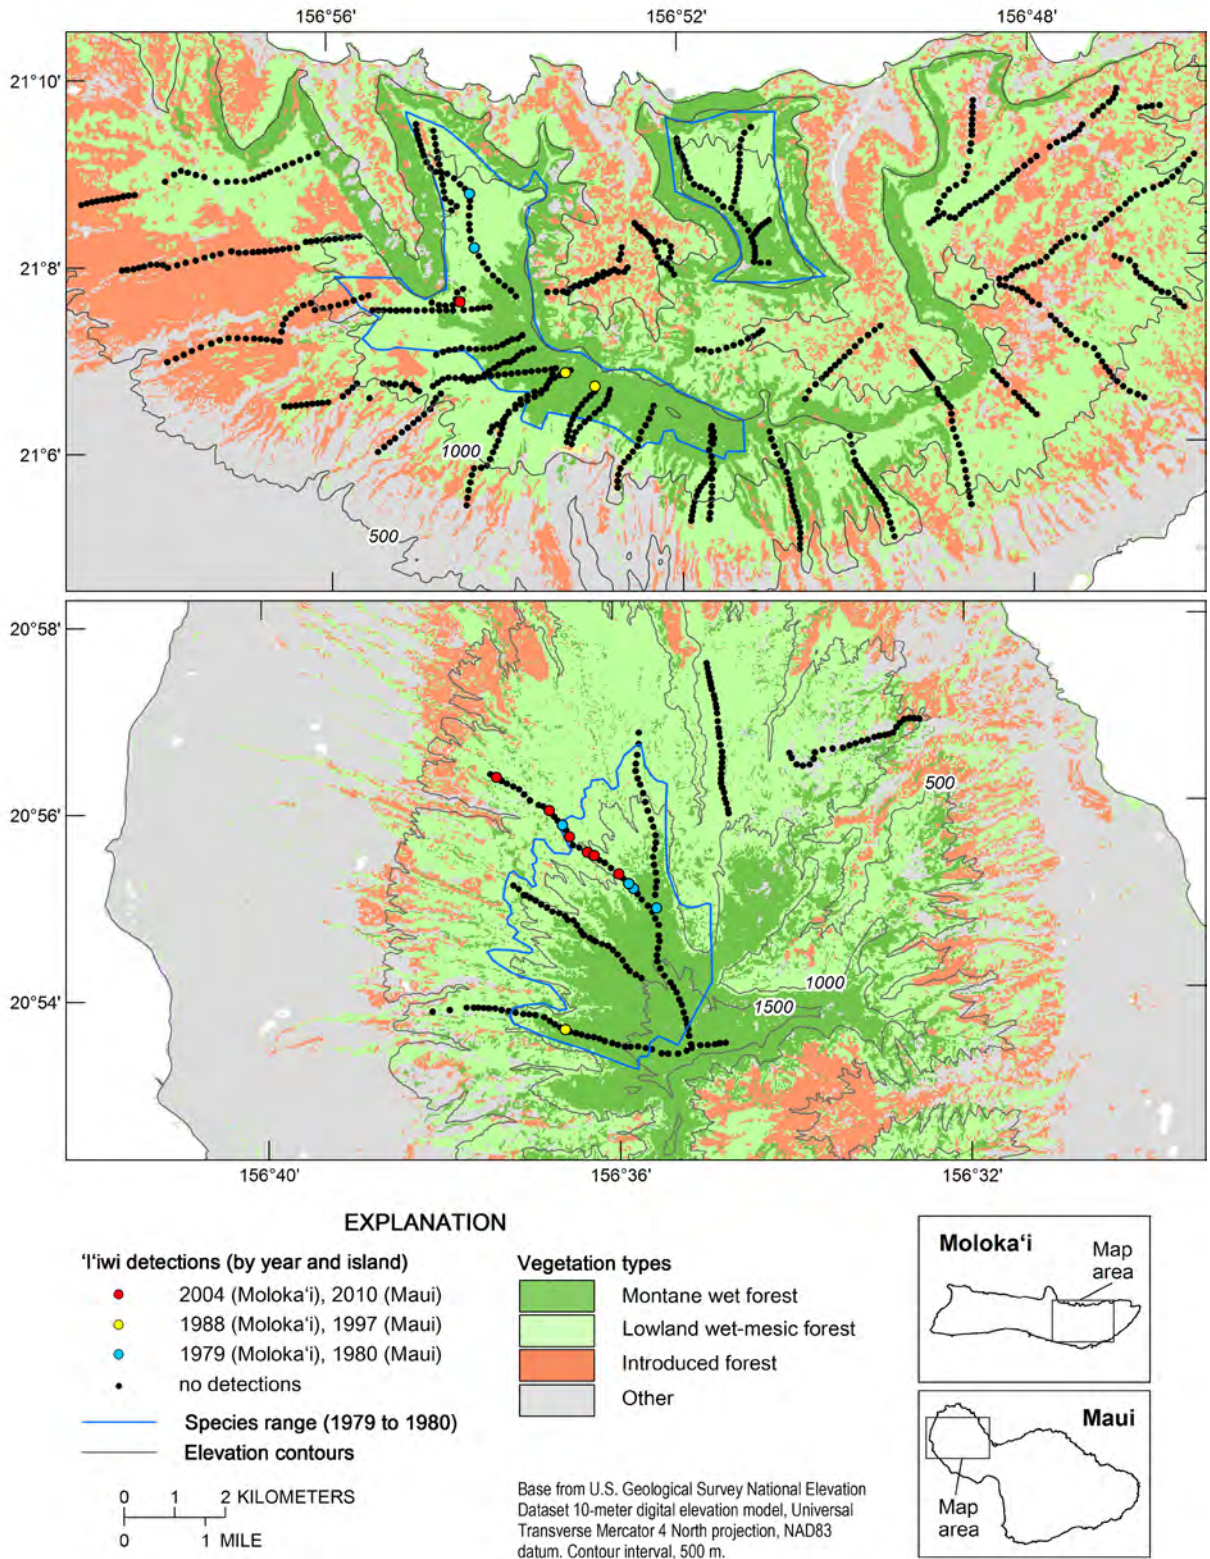 156°56' 156°52' 156°48'
21°10'
21°8'
21°6'
1000
500
20°58'
20°56'
20°54'
500
1000
1500
156°40' 156°36' 156°32'
EXPLANATION
'I'iwi detections (by year and island)
2004 (Moloka'i), 2010 (Maui)
1988 (Moloka'i), 1997 (Maui)
1979 (Moloka'i), 1980 (Maui)
no detections
Species range (1979 to 1980)
Elevation contours
0 1 2 KILOMETERS
0 1 MILE
Vegetation types
Montane wet forest
Lowland wet-mesic forest
Introduced forest
Other
Base from U.S. Geological Survey National Elevation
Dataset 10-meter digital elevation model, Universal
Transverse Mercator 4 North projection, NAD83
datum. Contour interval, 500 m.
Moloka'i
Map
area
Maui
Map
area